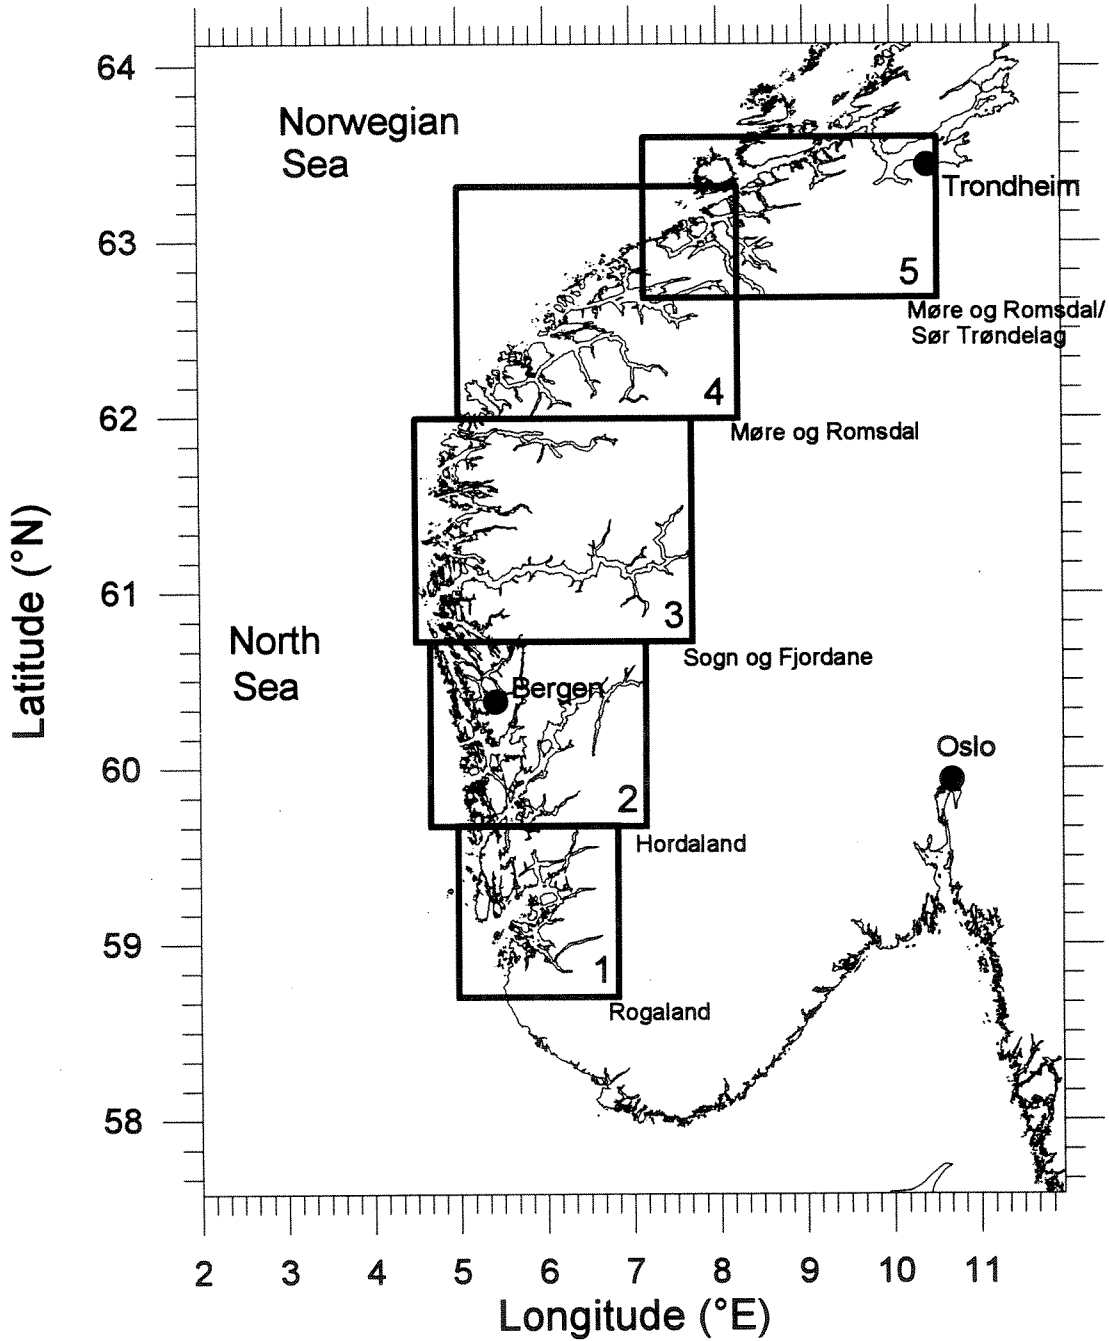 64
Norwegian
Sea
Trondheim
63
5
Møre og Romsdal/
Sør Trøndelag
4
62
Møre og Romsdal
Latitude (°N)
61
3
North
Sea
Sogn og Fjordane
Bergen
Oslo
60
2
Hordaland
59
1
Rogaland
58
2 3 4 5 6 7 8 9 10 11
Longitude (°E)